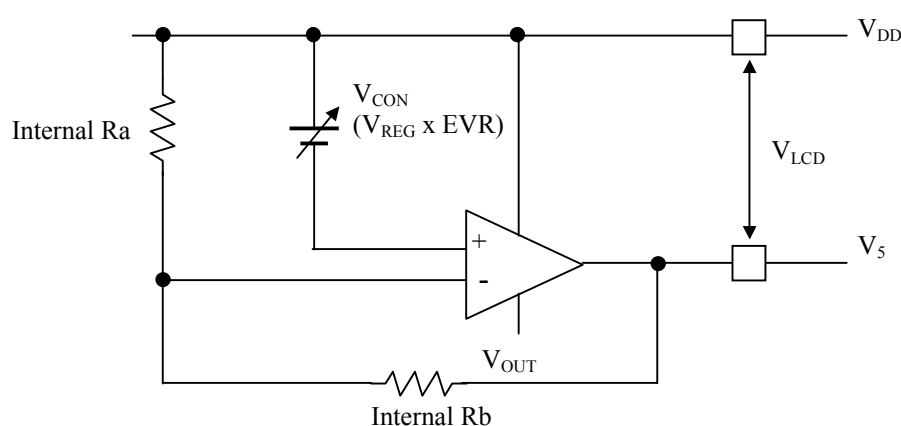 V_DD
V_CON
(V_REG x EVR)
Internal Ra
V_LCD
+
-
V_5
V_OUT
Internal Rb